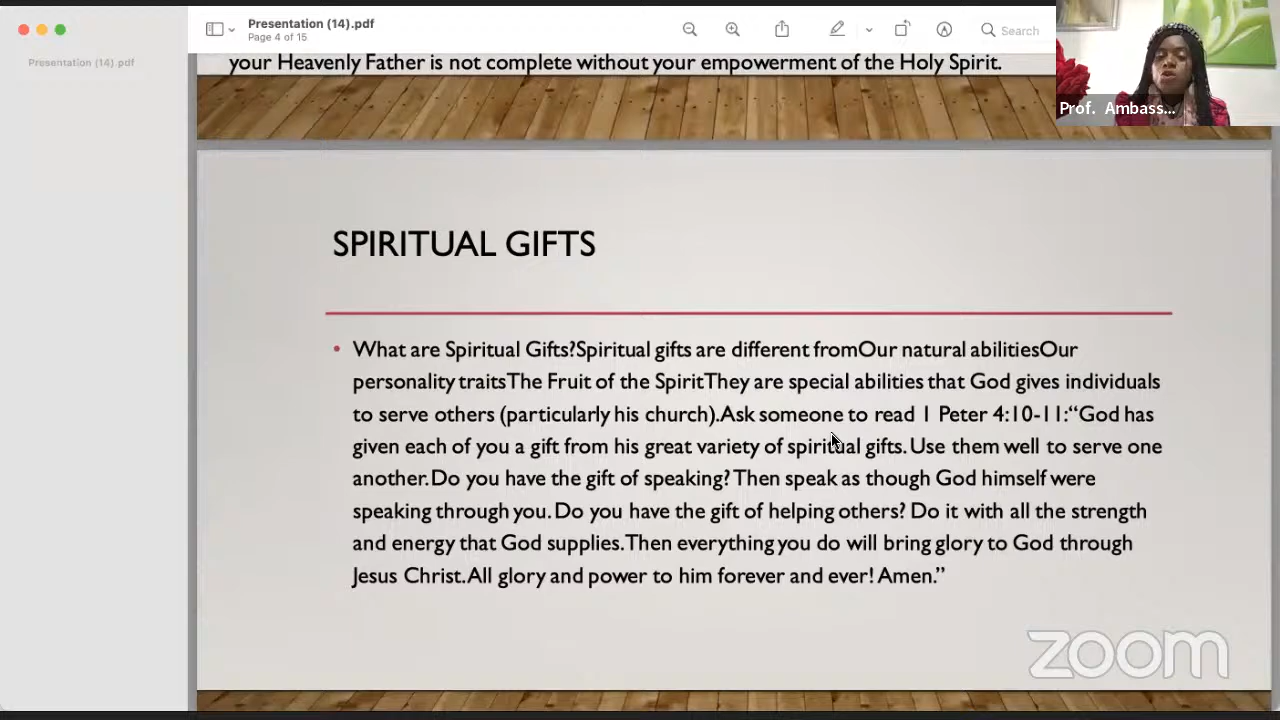 Presentation (14).pdf
Page 4 of 15
Search
Presentation (14).pdf
Prof. Ambass...
your Heavenly Father is not complete without your empowerment of the Holy Spirit.
SPIRITUAL GIFTS
• What are Spiritual Gifts?Spiritual gifts are different fromOur natural abilitiesOur
personality traitsThe Fruit of the SpiritThey are special abilities that God gives individuals
to serve others (particularly his church).Ask someone to read 1 Peter 4:10-11:“God has
given each of you a gift from his great variety of spiritual gifts. Use them well to serve one
another. Do you have the gift of speaking? Then speak as though God himself were
speaking through you. Do you have the gift of helping others? Do it with all the strength
and energy that God supplies. Then everything you do will bring glory to God through
Jesus Christ. All glory and power to him forever and ever! Amen.”
zoom